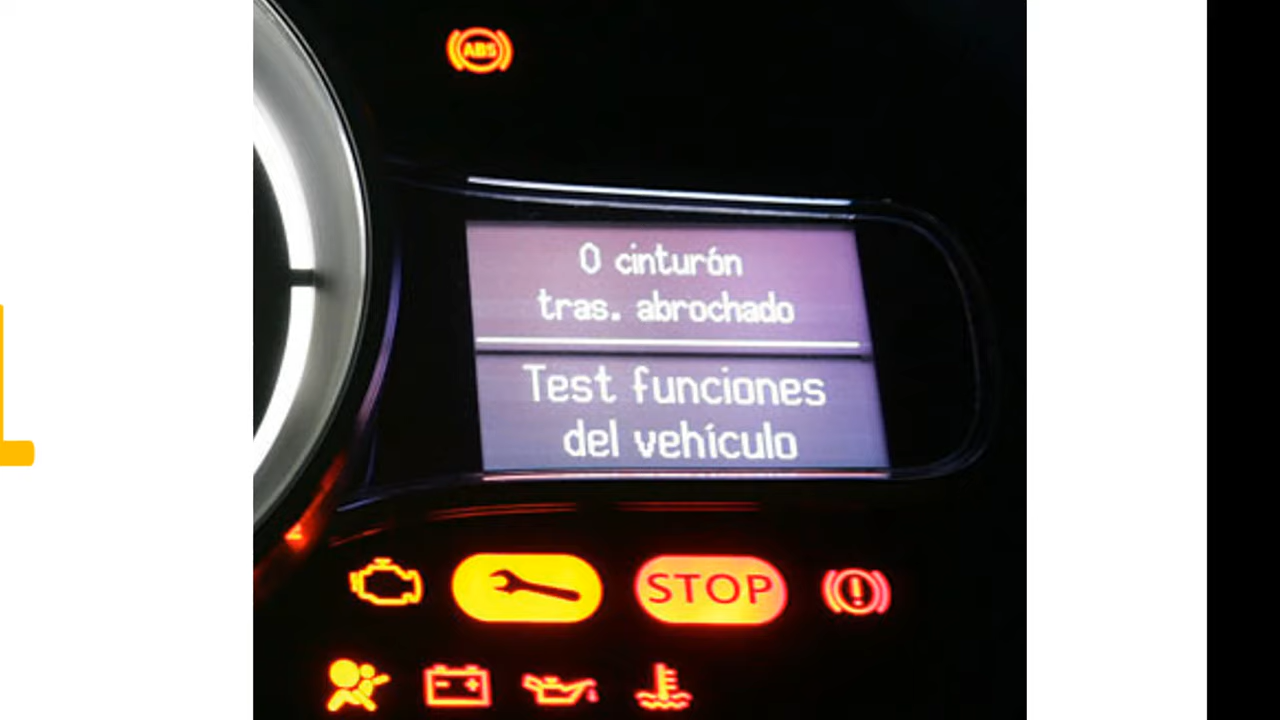 ABS
0 cinturón
tras. abrochado
Test funciones
del vehículo
STOP